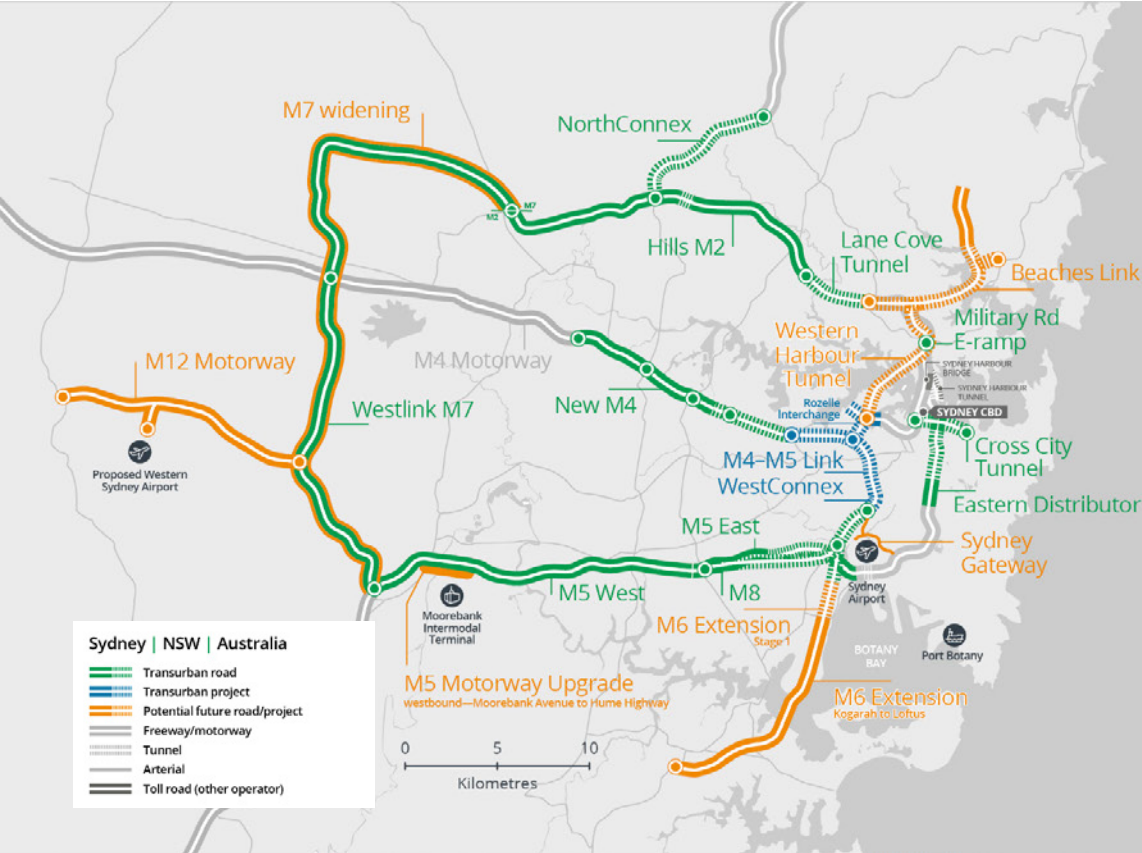 M7 widening
NorthConnex
M7
M2
Hills M2
Lane Cove
Tunnel
Beaches Link
Military Rd
E-ramp
Western
Harbour
Tunnel
SYDNEY HARBOUR
BRIDGE
SYDNEY HARBOUR
TUNNEL
M12 Motorway
M4 Motorway
Westlink M7
New M4
Rozelle
Interchange
SYDNEY CBD
Cross City
Tunnel
M4–M5 Link
WestConnex
Proposed Western
Sydney Airport
Eastern Distributor
M5 East
Sydney
Gateway
M5 West
M8
Sydney
Airport
Moorebank
Intermodal
Terminal
M6 Extension
Stage 1
BOTANY
BAY
Port Botany
M5 Motorway Upgrade
westbound—Moorebank Avenue to Hume Highway
M6 Extension
Kogarah to Loftus
0 5 10
Kilometres
Sydney | NSW | Australia
Transurban road
Transurban project
Potential future road/project
Freeway/motorway
Tunnel
Arterial
Toll road (other operator)